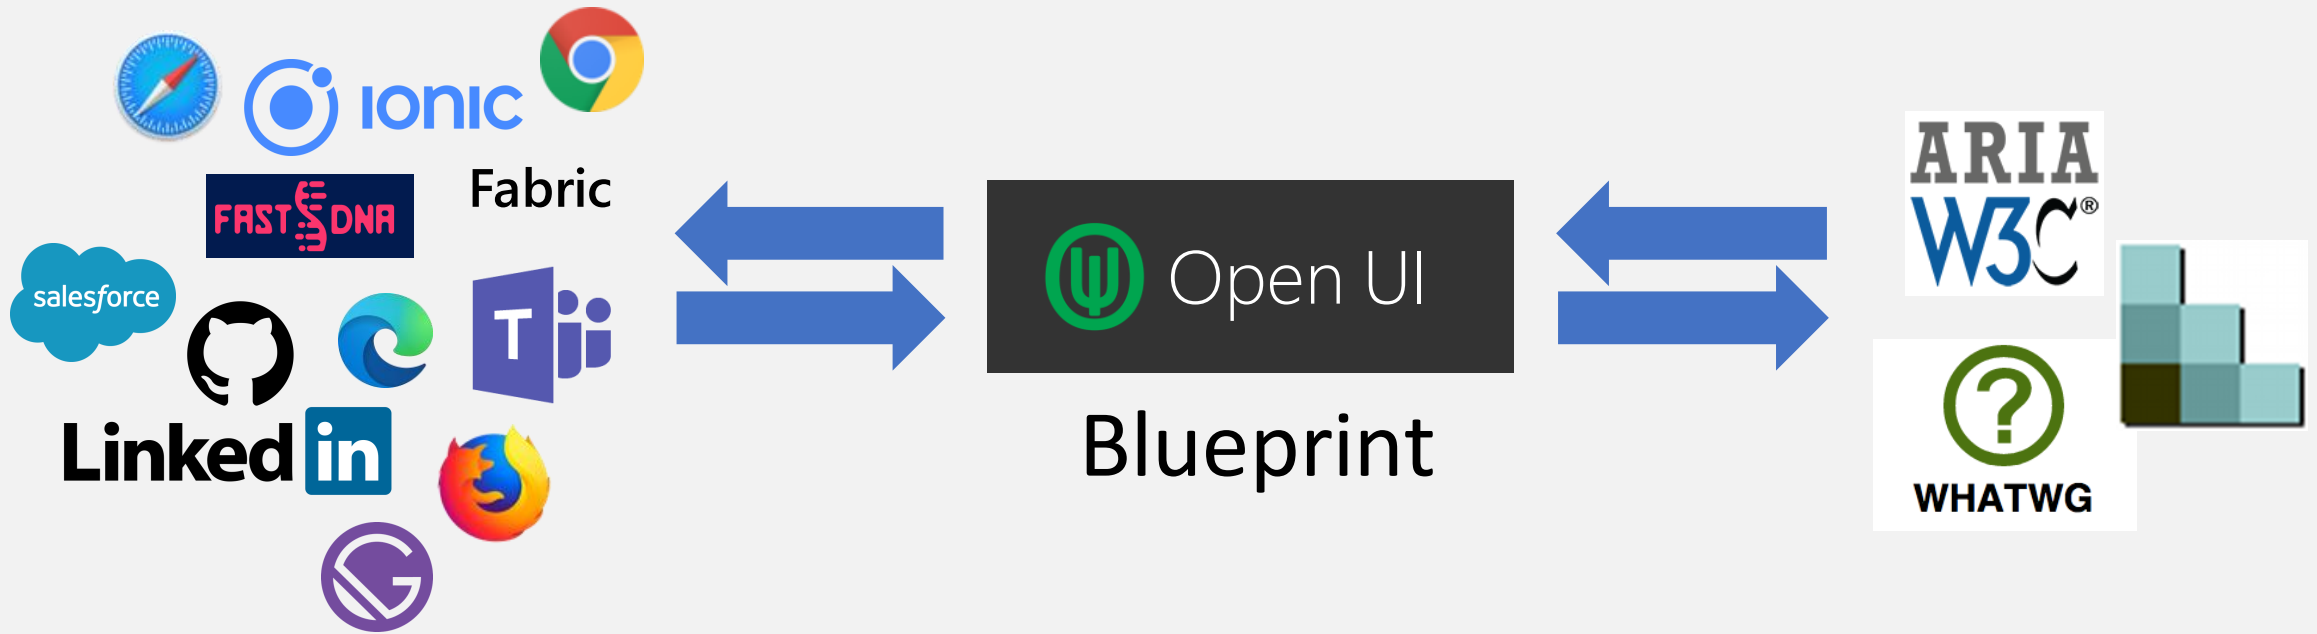 IONIC
Fabric
FAST DNA
salesforce
T
Linked in
G
Open UI
Blueprint
ARIA
W3C®
?
WHATWG